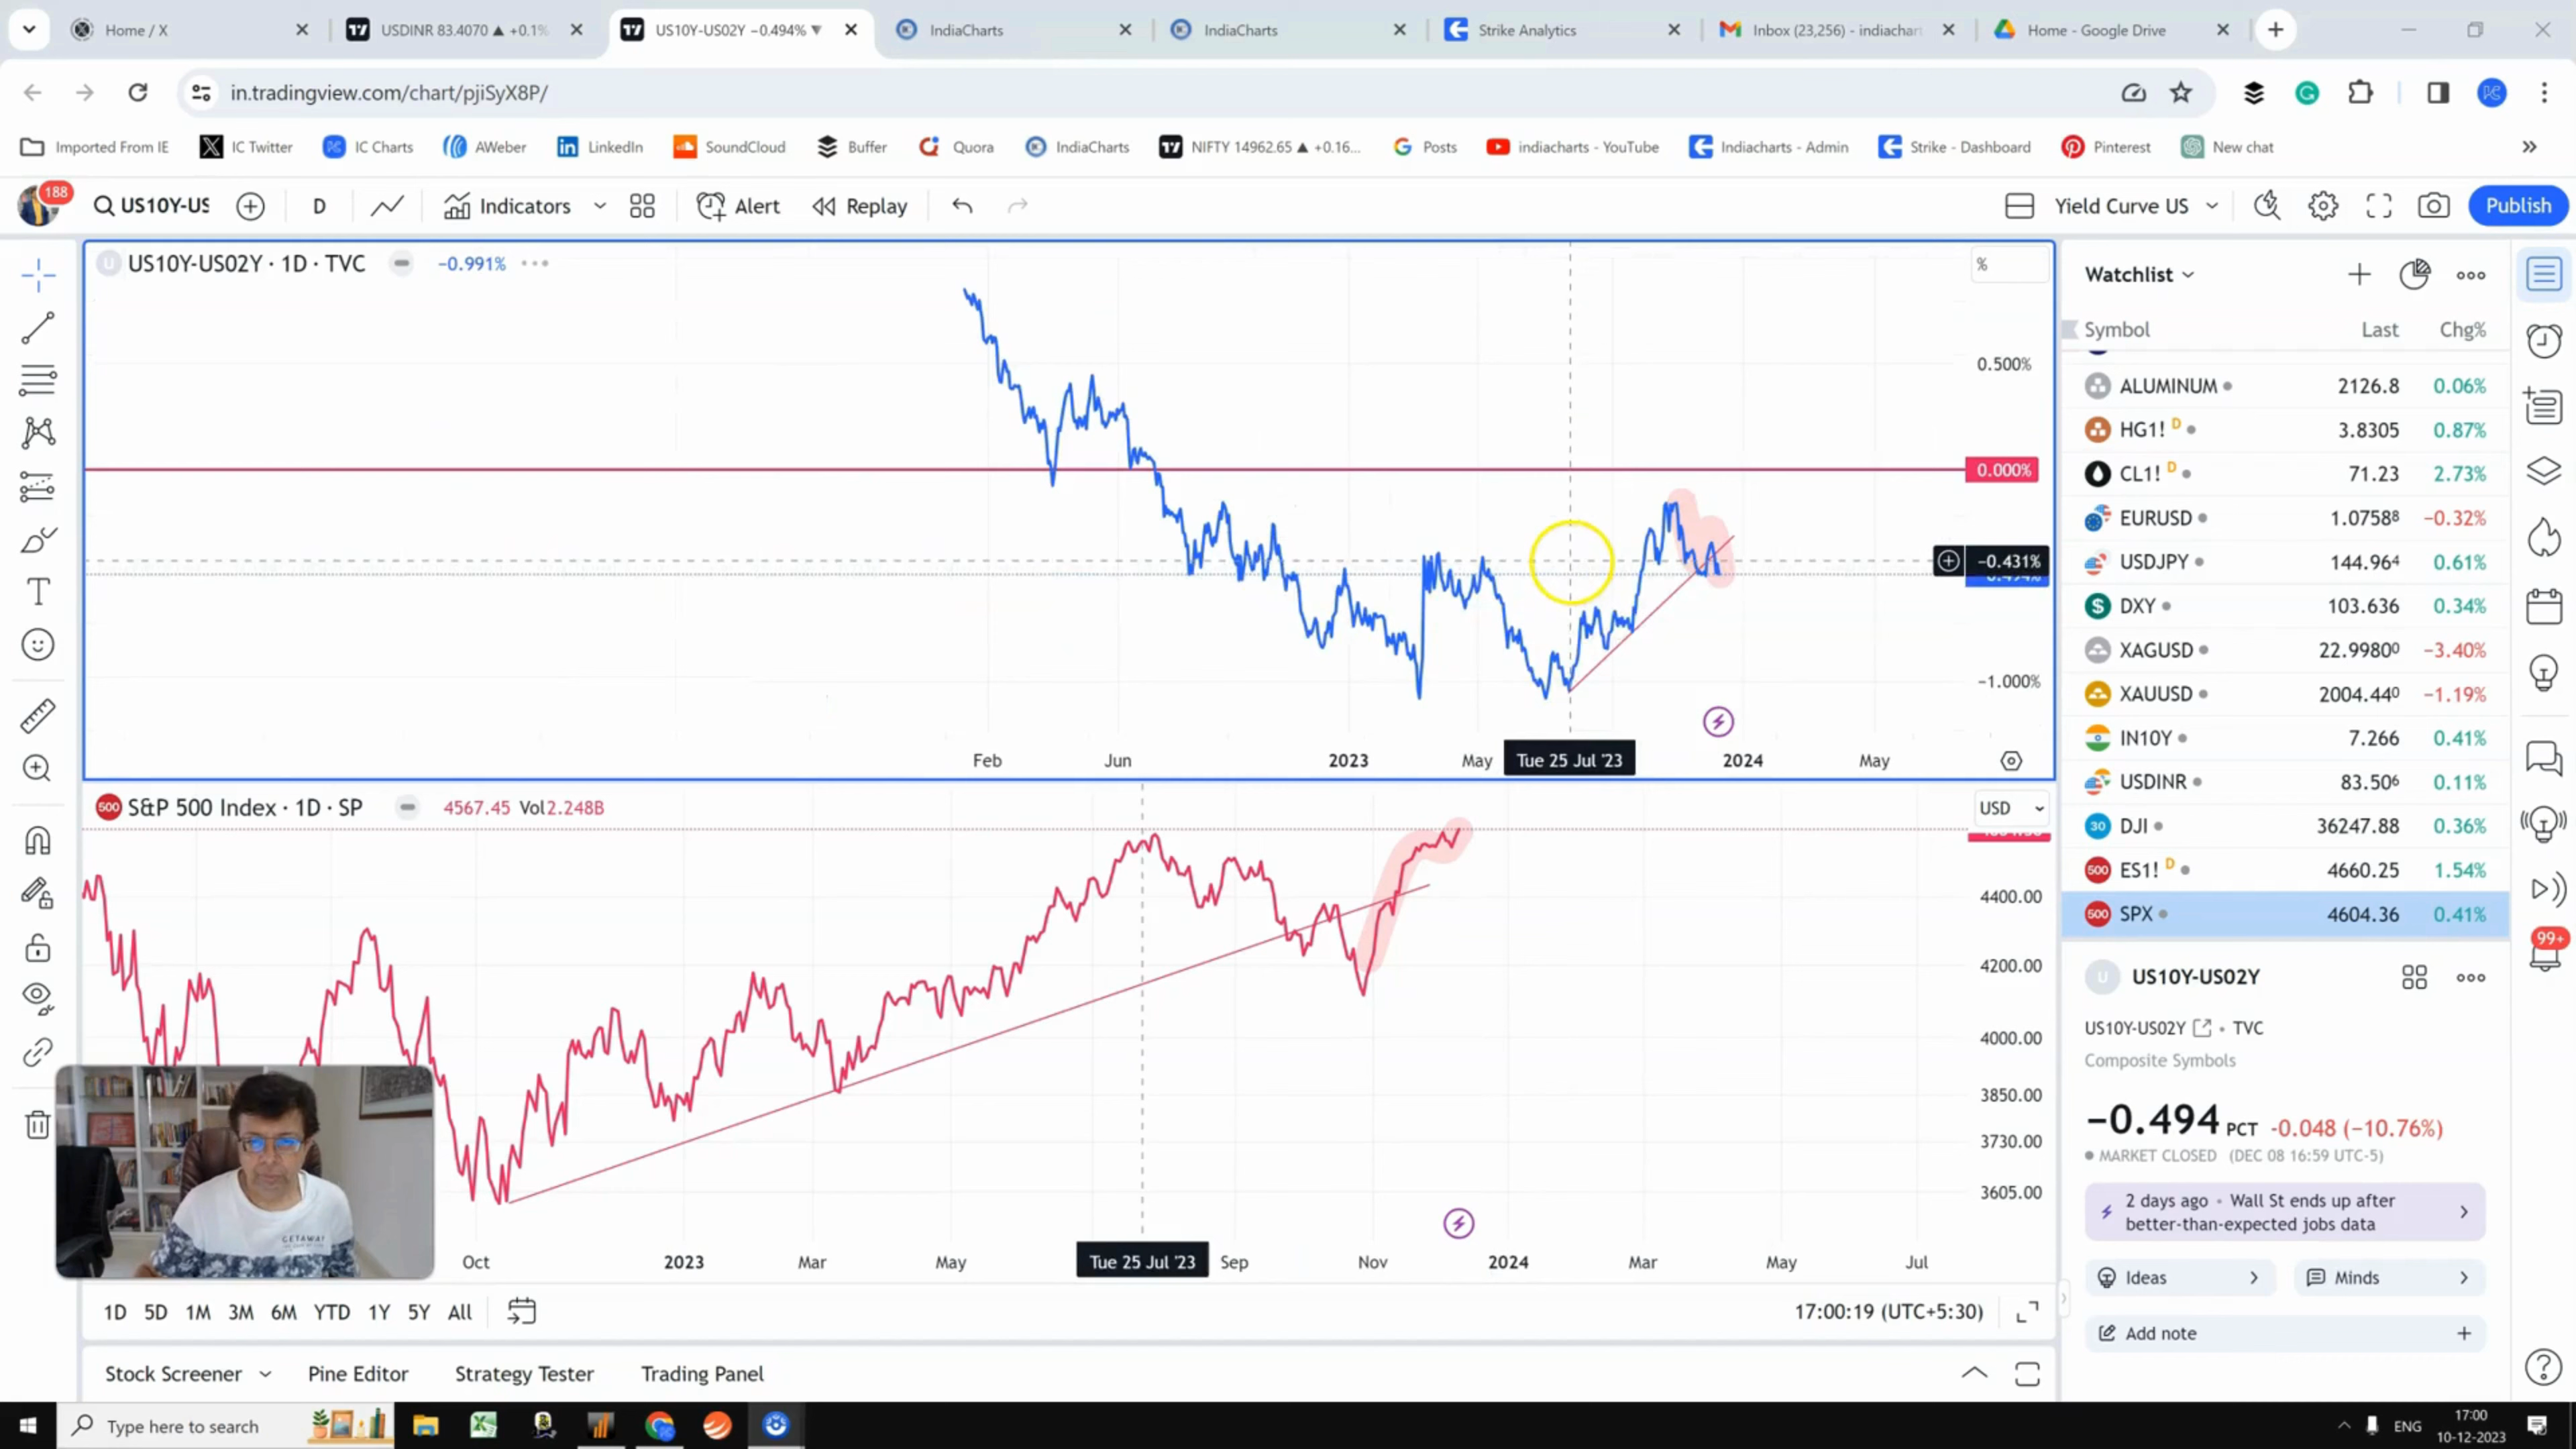 Home / X
USDINR 83.4070 ▲ +0.1%
US10Y-US02Y −0.494% ▼
IndiaCharts
IndiaCharts
Strike Analytics
Inbox (23,256) - indiachart
Home - Google Drive
in.tradingview.com/chart/pjiSyX8P/
Imported From IE
IC Twitter
IC Charts
AWeber
LinkedIn
SoundCloud
Buffer
Quora
IndiaCharts
NIFTY 14962.65 ▲ +0.16...
Posts
indiacharts - YouTube
Indiacharts - Admin
Strike - Dashboard
Pinterest
New chat
188
US10Y-US
D
Indicators
Alert
Replay
Yield Curve US
Publish
US10Y-US02Y · 1D · TVC
−0.991%
%
0.500%
0.000%
−0.431%
−1.000%
Feb
Jun
2023
May
Tue 25 Jul '23
2024
May
S&P 500 Index · 1D · SP
4567.45 Vol2.248B
USD
4400.00
4200.00
4000.00
3850.00
3730.00
3605.00
GETAWAY
Oct
2023
Mar
May
Tue 25 Jul '23
Sep
Nov
2024
Mar
May
Jul
1D 5D 1M 3M 6M YTD 1Y 5Y All
17:00:19 (UTC+5:30)
Stock Screener
Pine Editor
Strategy Tester
Trading Panel
Watchlist
Symbol Last Chg%
ALUMINUM 2126.8 0.06%
HG1! D 3.8305 0.87%
CL1! D 71.23 2.73%
EURUSD 1.07588 −0.32%
USDJPY 144.964 0.61%
DXY 103.636 0.34%
XAGUSD 22.9980 −3.40%
XAUUSD 2004.440 −1.19%
IN10Y 7.266 0.41%
USDINR 83.506 0.11%
30 DJI 36247.88 0.36%
500 ES1! D 4660.25 1.54%
500 SPX 4604.36 0.41%
99+
U US10Y-US02Y
US10Y-US02Y • TVC
Composite Symbols
−0.494 PCT -0.048 (−10.76%)
MARKET CLOSED (DEC 08 16:59 UTC-5)
2 days ago • Wall St ends up after
better-than-expected jobs data
Ideas
Minds
Add note
Type here to search
ENG
17:00
10-12-2023